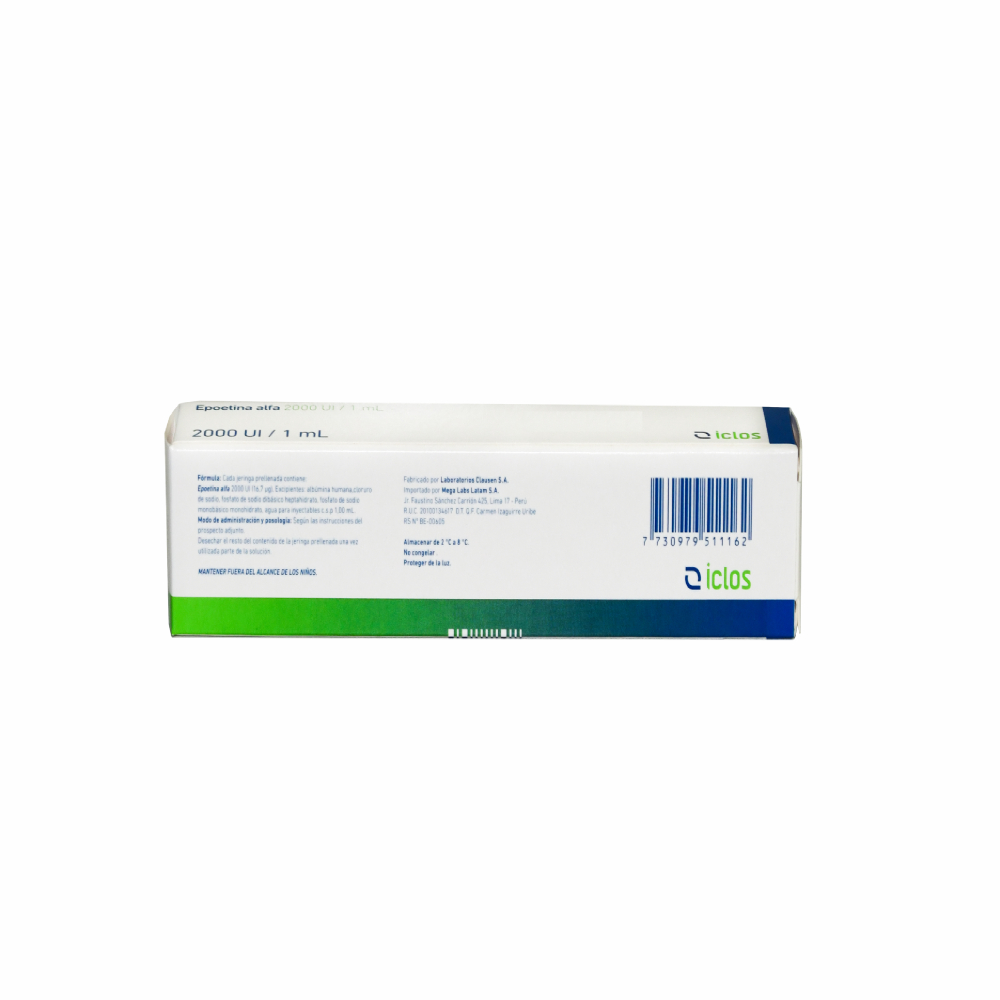 Epoetina alfa 2000 UI / 1 mL
2000 UI / 1 mL
iclos
Fórmula: Cada jeringa prellenada contiene:
Epoetina alfa 2000 UI (16,7 µg). Excipientes: albúmina humana,cloruro
de sodio, fosfato de sodio dibásico heptahidrato, fosfato de sodio
monobásico monohidrato, agua para inyectables c.s.p 1,00 mL.
Modo de administración y posología: Según las instrucciones del
prospecto adjunto.
Desechar el resto del contenido de la jeringa prellenada una vez
utilizada parte de la solución.
MANTENER FUERA DEL ALCANCE DE LOS NIÑOS.
Fabricado por Laboratorios Clausen S.A.
Importado por Mega Labs Latam S.A.
Jr. Faustino Sánchez Carrión 425. Lima 17 - Perú
R.U.C. 20100134617 D.T. Q.F. Carmen Izaguirre Uribe
RS N° BE-00605
Almacenar de 2 °C a 8 °C.
No congelar.
Proteger de la luz.
7 730979 511162
iclos